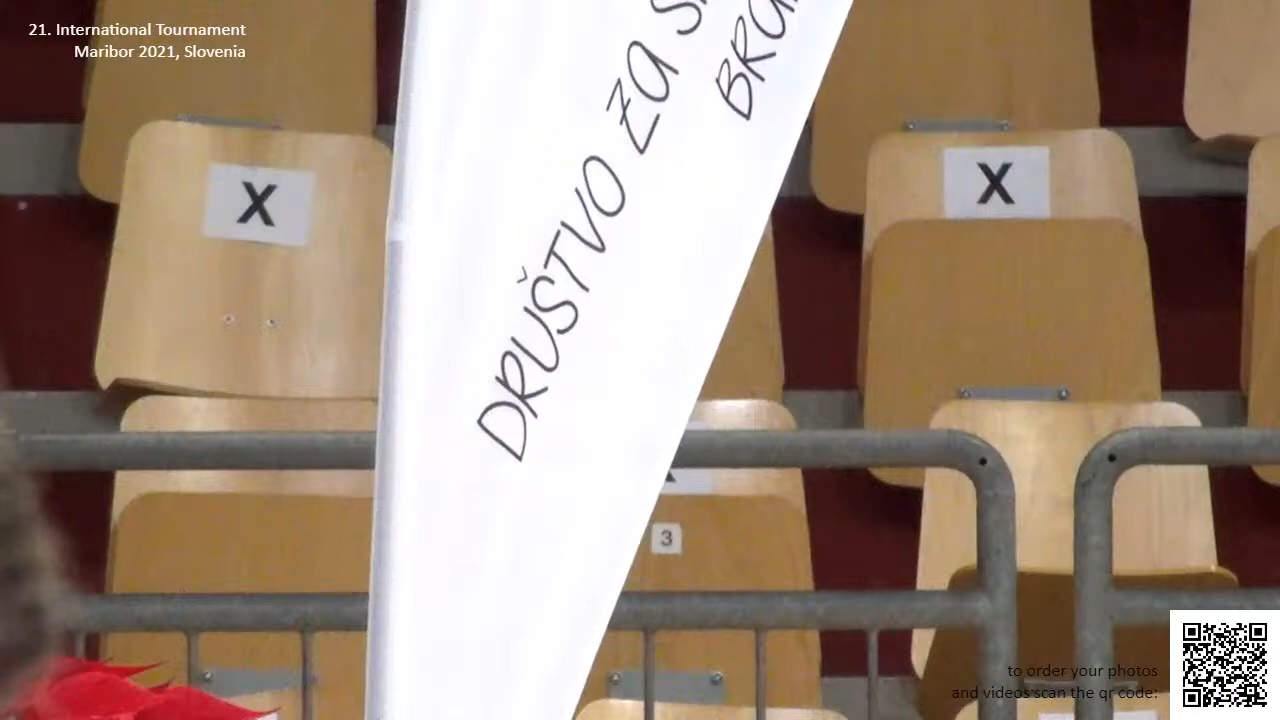 21. International Tournament
Maribor 2021, Slovenia
X
X
DRUŠTVO ZA
3
to order your photos
and videos scan the qr code: